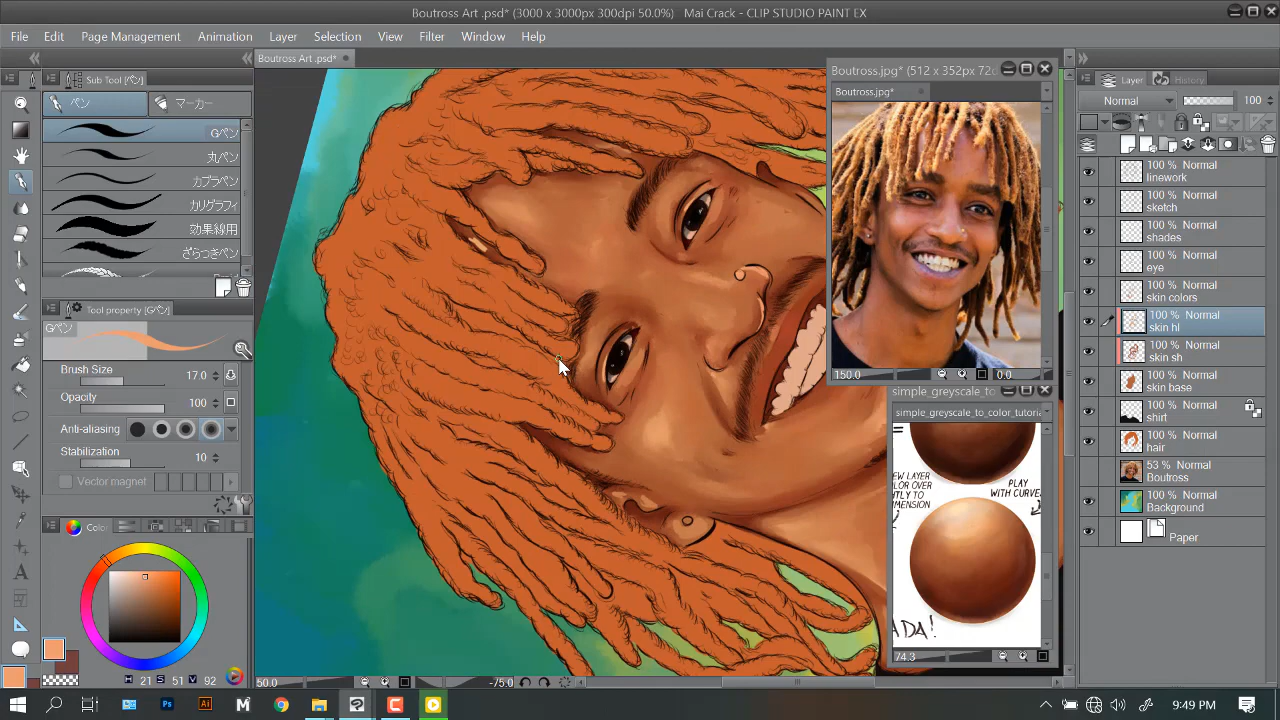 Boutross Art .psd* (3000 x 3000px 300dpi 50.0%) Mai Crack - CLIP STUDIO PAINT EX
File Edit Page Management Animation Layer Selection View Filter Window Help
Sub Tool [ペン]
ペン マーカー
Gペン
丸ペン
カブラペン
カリグラフィ
効果線用
ざらつきペン
Tool property [Gペン]
Gペン
Brush Size 17.0
Opacity 100
Anti-aliasing
Stabilization 10
Vector magnet
Color
H 21 S 51 V 92
Boutross Art .psd*
50.0 -75.0
Boutross.jpg* (512 x 352px 72
Boutross.jpg*
150.0 0.0
simple_greyscale_to_
simple_greyscale_to_color_tutoria
PLAY
WITH CURVE
DIMENSION
ADA!
74.3
Layer History
Normal 100
100 % Normal
linework
100 % Normal
sketch
100 % Normal
shades
100 % Normal
eye
100 % Normal
skin colors
100 % Normal
skin hl
100 % Normal
skin sh
100 % Normal
skin base
100 % Normal
shirt
100 % Normal
hair
53 % Normal
Boutross
100 % Normal
Background
Paper
9:49 PM